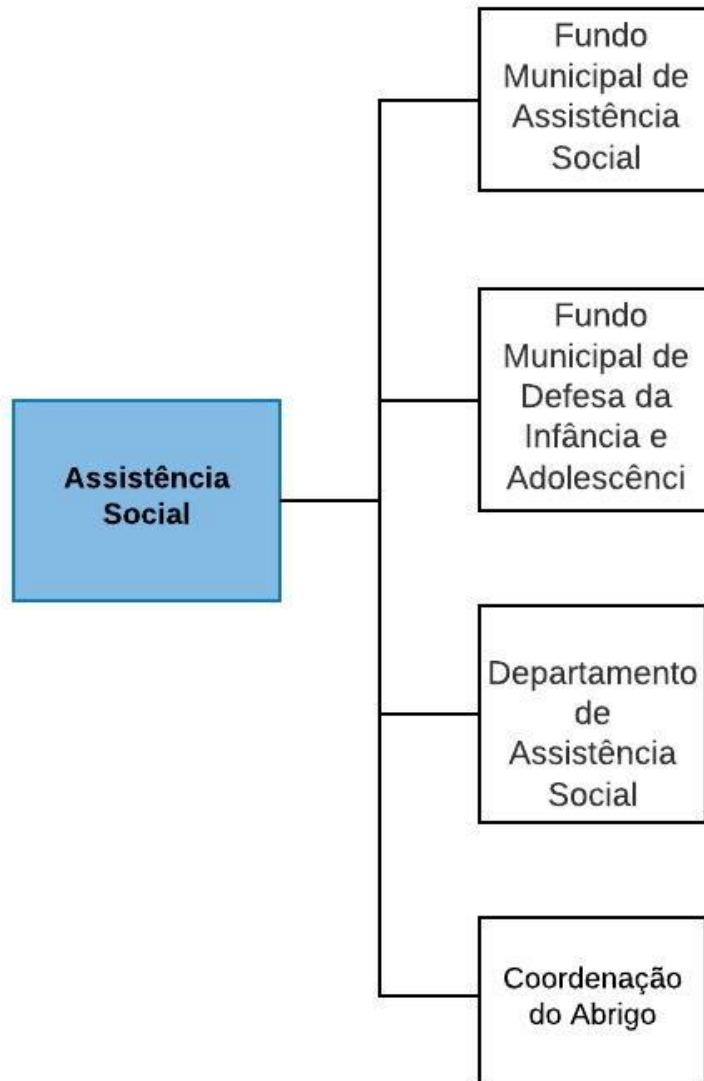 Fundo
Municipal de
Assistência
Social
Fundo
Municipal de
Defesa da
Infância e
Adolescênci
Assistência
Social
Departamento
de
Assistência
Social
Coordenação
do Abrigo